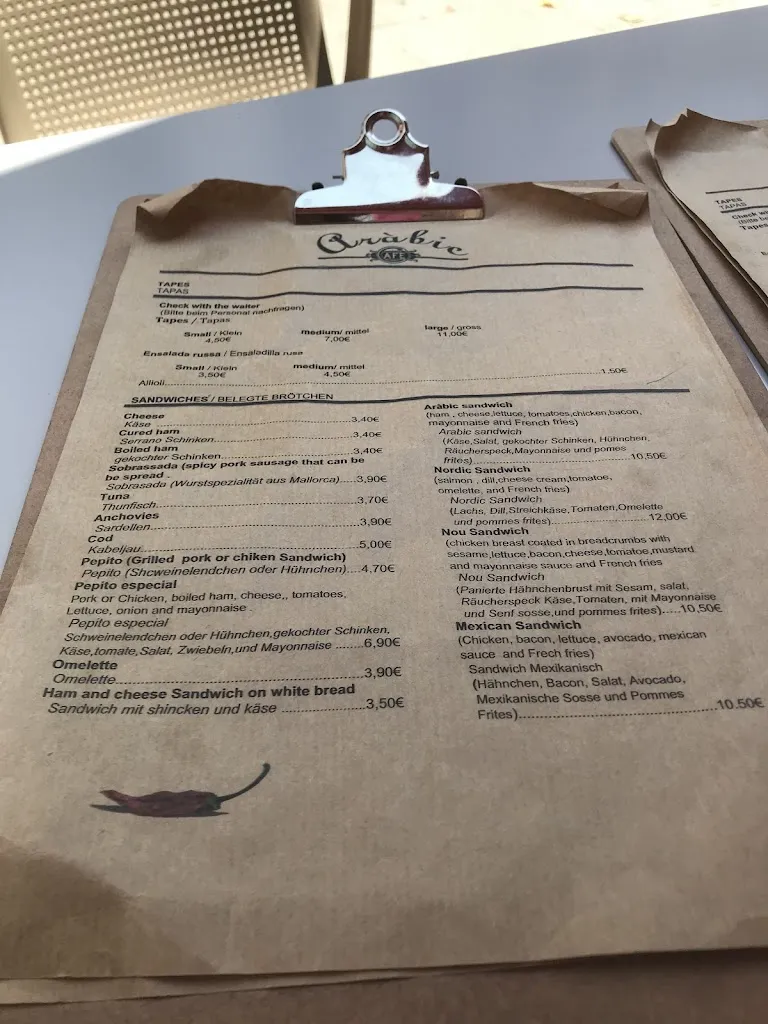 Aràbic
CAFÉ
TAPES
TAPAS
Check with the waiter
(Bitte beim Personal nachfragen)
Tapes / Tapas
Small / Klein medium/ mittel large / gross
4,50€ 7,00€ 11,00€
Ensalada russa / Ensaladilla rusa
Small / Klein medium/ mittel
3,50€ 4,50€
Allioli 1,50€
SANDWICHES / BELEGTE BRÖTCHEN
Cheese
Käse 3,40€
Cured ham
Serrano Schinken 3,40€
Boiled ham
gekochter Schinken 3,40€
Sobrassada (spicy pork sausage that can be
be spread
Sobrasada (Wurstspezialität aus Mallorca) 3,90€
Tuna
Thunfisch 3,70€
Anchovies
Sardellen 3,90€
Cod
Kabeljau 5,00€
Pepito (Grilled pork or chiken Sandwich)
Pepito (Shcweinelendchen oder Hühnchen) 4,70€
Pepito especial
Pork or Chicken, boiled ham, cheese,, tomatoes,
Lettuce, onion and mayonnaise .
Pepito especial
Schweinelendchen oder Hühnchen,gekochter Schinken,
Käse,tomate,Salat, Zwiebeln,und Mayonnaise 6,90€
Omelette
Omelette 3,90€
Ham and cheese Sandwich on white bread
Sandwich mit shincken und käse 3,50€
Aràbic sandwich
(ham , cheese,lettuce, tomatoes,chicken,bacon,
mayonnaise and French fries)
Arabic sandwich
(Käse,Salat, gekochter Schinken, Hühnchen,
Räucherspeck,Mayonnaise und pomes
frites) 10,50€
Nordic Sandwich
(salmon , dill,cheese cream,tomatoes,
omelette, and French fries)
Nordic Sandwich
(Lachs, Dill,Streichkäse,Tomaten,Omelette
und pommes frites) 12,00€
Nou Sandwich
(chicken breast coated in breadcrumbs with
sesame,lettuce,bacon,cheese,tomatoe,mustard
and mayonnaise sauce and French fries
Nou Sandwich
(Panierte Hähnchenbrust mit Sesam, salat,
Räucherspeck Käse,Tomaten, mit Mayonnaise
und Senf sosse,und pommes frites) 10,50€
Mexican Sandwich
(Chicken, bacon, lettuce, avocado, mexican
sauce and Frech fries)
Sandwich Mexikanisch
(Hähnchen, Bacon, Salat, Avocado,
Mexikanische Sosse und Pommes
Frites) 10.50€
TAPES
TAPAS
Check
(Bitte
Tapes